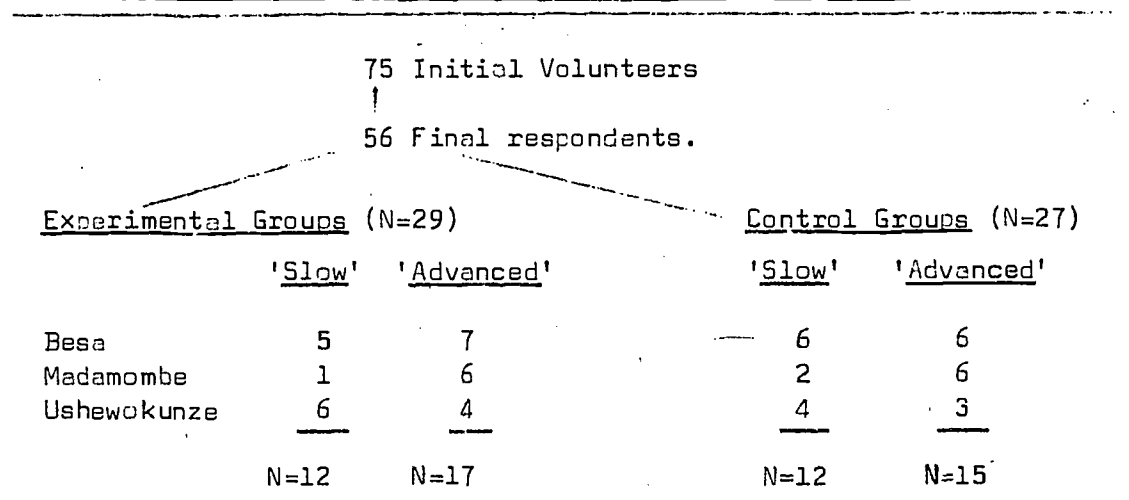 75 Initial Volunteers
56 Final respondents.
Experimental Groups (N=29) Control Groups (N=27)
'Slow' 'Advanced' 'Slow' 'Advanced'
Besa 5 7 6 6
Madamombe 1 6 2 6
Ushewokunze 6 4 4 3
N=12 N=17 N=12 N=15